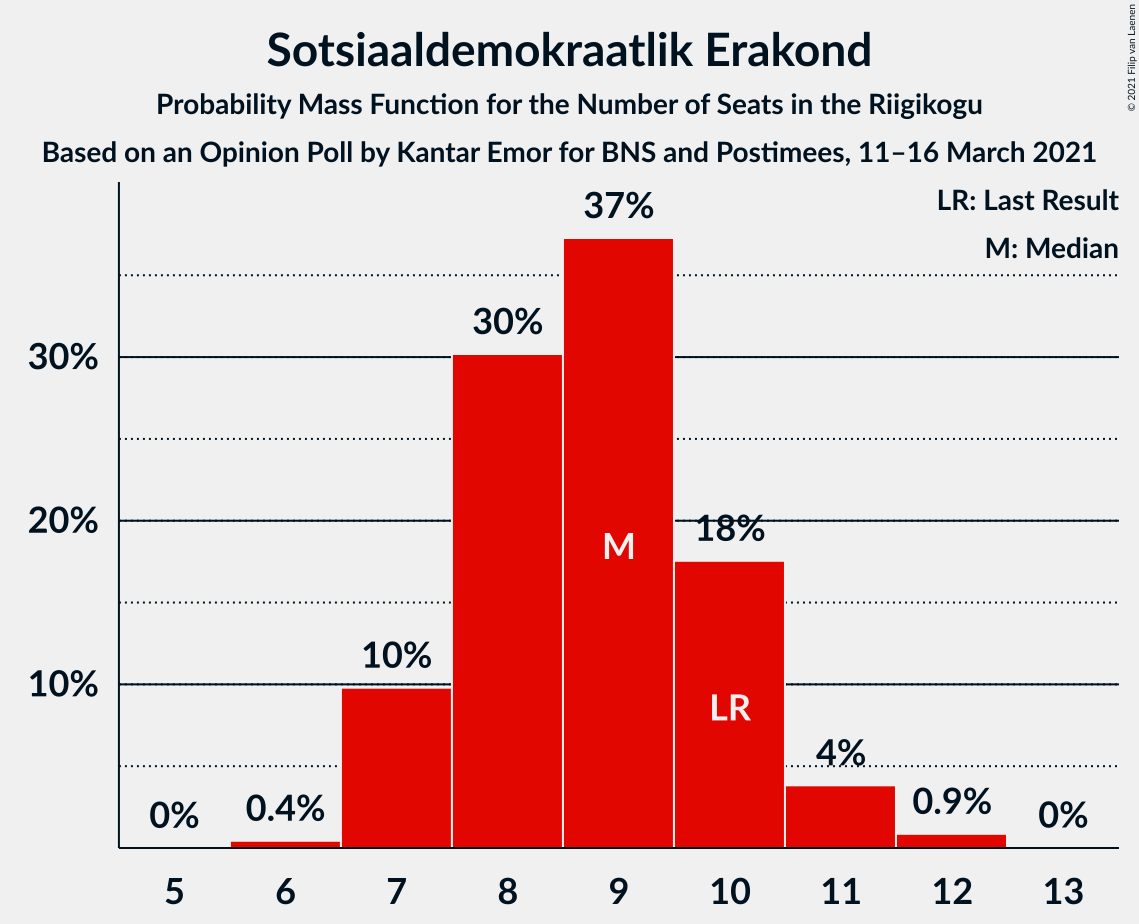 Sotsiaaldemokraatlik Erakond
Probability Mass Function for the Number of Seats in the Riigikogu
Based on an Opinion Poll by Kantar Emor for BNS and Postimees, 11–16 March 2021
© 2021 Filip van Laenen
LR: Last Result
M: Median
37%
30%
30%
20%
18%
M
10%
10%
LR
4%
0%
0.4%
0.9%
0%
5 6 7 8 9 10 11 12 13